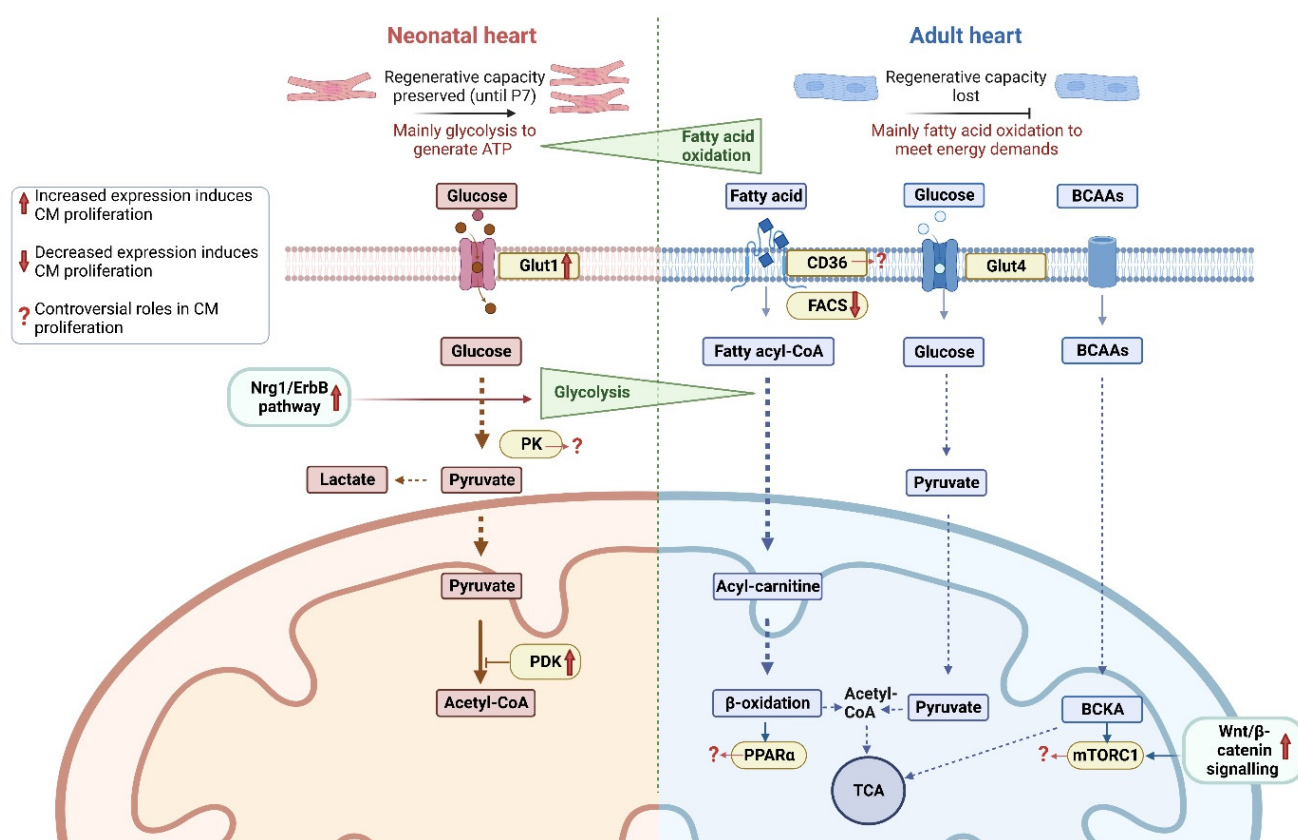 Neonatal heart
Adult heart
Regenerative capacity
preserved (until P7)
Mainly glycolysis to
generate ATP
Regenerative capacity
lost
Mainly fatty acid oxidation to
meet energy demands
Fatty acid
oxidation
Increased expression induces
CM proliferation
Decreased expression induces
CM proliferation
? Controversial roles in CM
proliferation
Glucose
Fatty acid
Glucose
BCAAs
Glut1
CD36 ?
Glut4
FACS
Glucose
Fatty acyl-CoA
Glucose
BCAAs
Nrg1/ErbB
pathway
Glycolysis
PK ?
Lactate
Pyruvate
Pyruvate
Pyruvate
Acyl-carnitine
PDK
Acetyl-CoA
β-oxidation
Acetyl-
CoA
Pyruvate
BCKA
? PPARα
? mTORC1
Wnt/β-
catenin
signalling
TCA